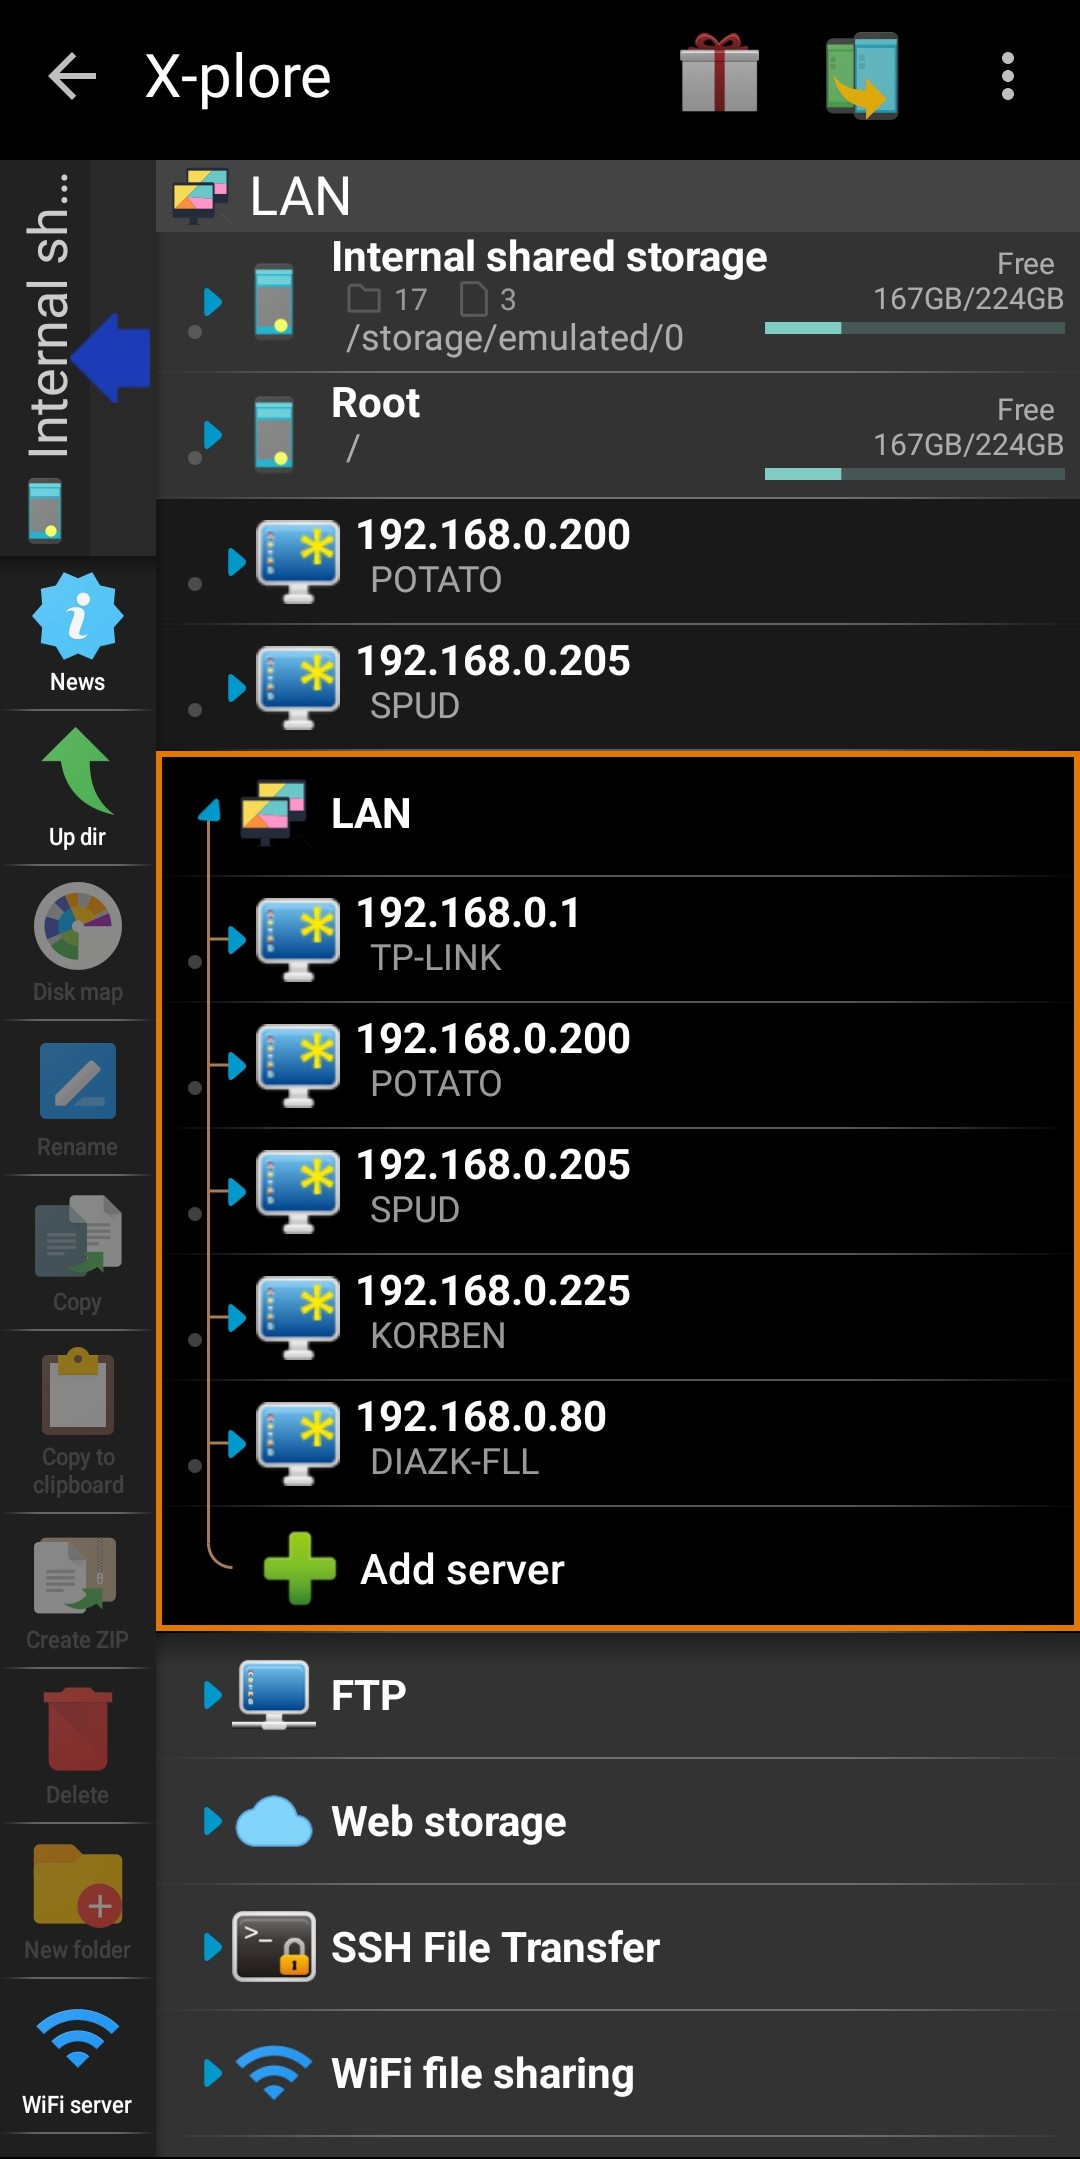 X-plore
Internal sh...
LAN
Internal shared storage
Free
17 3
167GB/224GB
/storage/emulated/0
Root
Free
/
167GB/224GB
192.168.0.200
POTATO
192.168.0.205
SPUD
LAN
192.168.0.1
TP-LINK
192.168.0.200
POTATO
192.168.0.205
SPUD
192.168.0.225
KORBEN
192.168.0.80
DIAZK-FLL
Add server
FTP
Web storage
SSH File Transfer
WiFi file sharing
News
Up dir
Disk map
Rename
Copy
Copy to
clipboard
Create ZIP
Delete
New folder
WiFi server